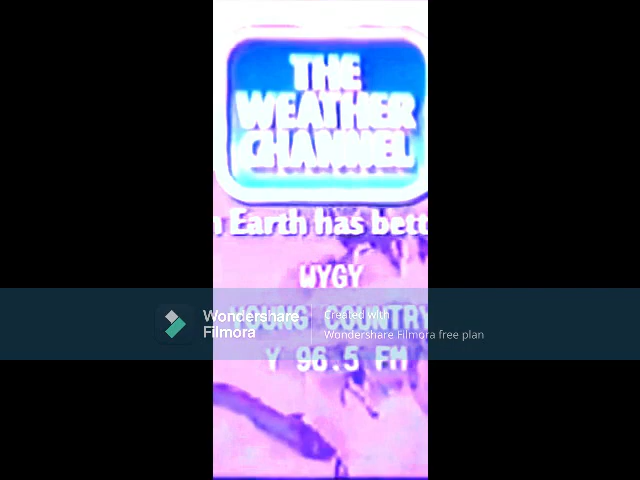 THE
WEATHER
CHANNEL
n Earth has bett
WYGY
YOUNG COUNTRY
Y 96.5 FM
Wondershare
Filmora
Created with
Wondershare Filmora free plan